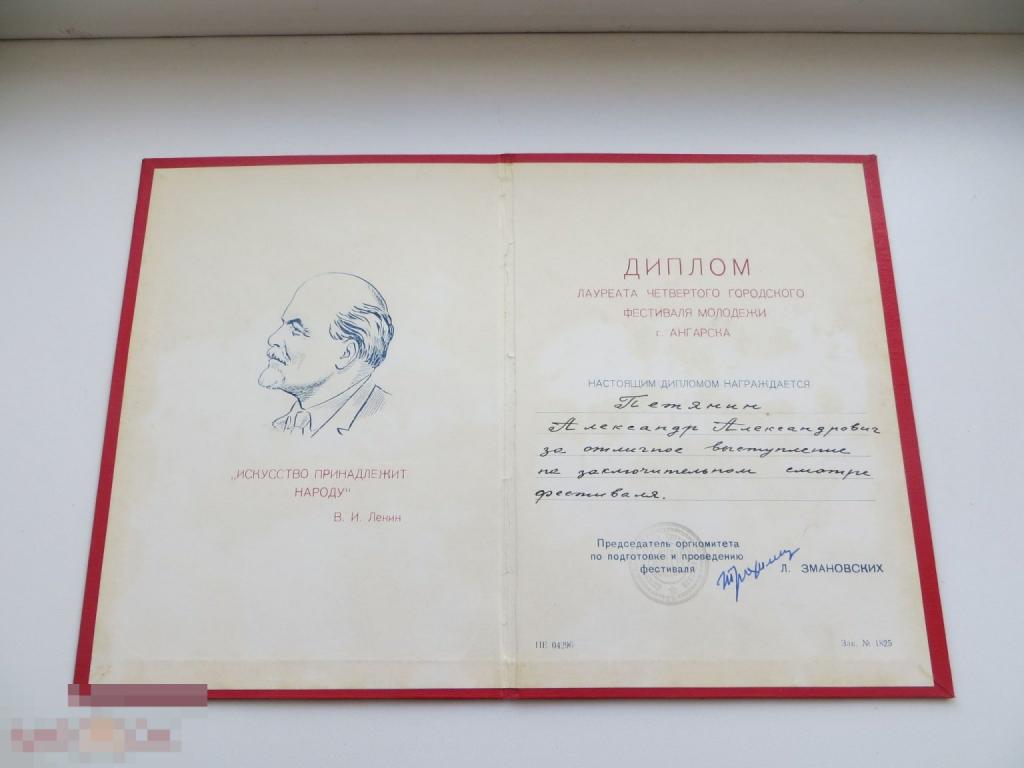 „ИСКУССТВО ПРИНАДЛЕЖИТ
НАРОДУ"
В. И. Ленин
ДИПЛОМ
ЛАУРЕАТА ЧЕТВЕРТОГО ГОРОДСКОГО
ФЕСТИВАЛЯ МОЛОДЕЖИ
г. АНГАРСКА
НАСТОЯЩИМ ДИПЛОМОМ НАГРАЖДАЕТСЯ
Петянин
Александр Александрович
за отличное выступление
на заключительном смотре
фестиваля.
Председатель оргкомитета
по подготовке и проведению
фестиваля
Л. ЗМАНОВСКИХ
ПЕ 04296
Зак. № 1825